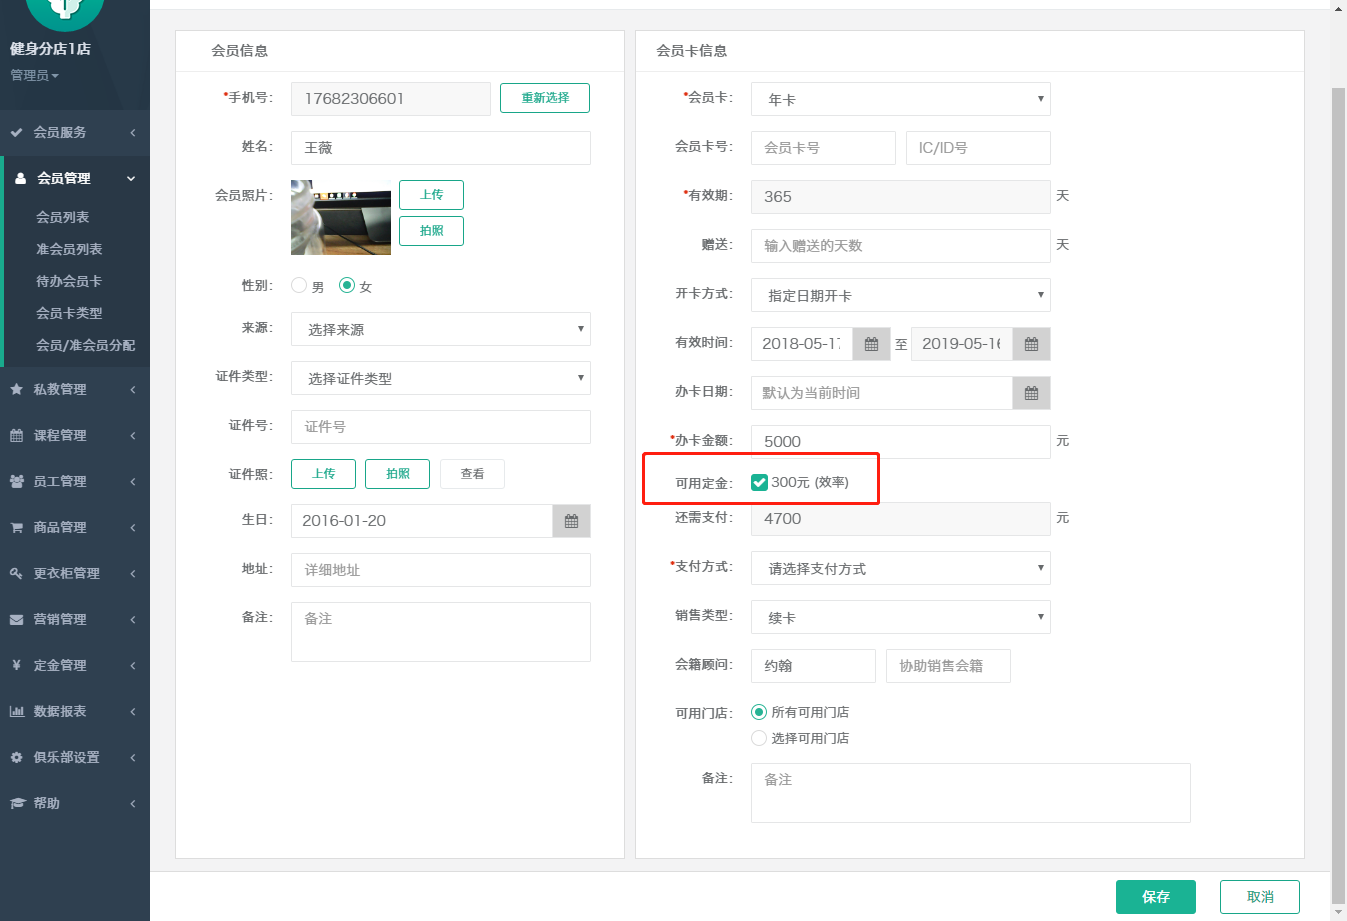 健身分店1店
管理员
会员服务
会员管理
会员列表
准会员列表
待办会员卡
会员卡类型
会员/准会员分配
私教管理
课程管理
员工管理
商品管理
更衣柜管理
营销管理
定金管理
数据报表
俱乐部设置
帮助
会员信息
*手机号: 17682306601 重新选择
姓名: 王薇
会员照片: 上传
拍照
性别: 男 女
来源: 选择来源
证件类型: 选择证件类型
证件号: 证件号
证件照: 上传 拍照 查看
生日: 2016-01-20
地址: 详细地址
备注: 备注
会员卡信息
*会员卡: 年卡
会员卡号: 会员卡号 IC/ID号
*有效期: 365 天
赠送: 输入赠送的天数 天
开卡方式: 指定日期开卡
有效时间: 2018-05-17 至 2019-05-16
办卡日期: 默认为当前时间
*办卡金额: 5000 元
可用定金: 300元 (效率)
还需支付: 4700 元
*支付方式: 请选择支付方式
销售类型: 续卡
会籍顾问: 约翰 协助销售会籍
可用门店: 所有可用门店
选择可用门店
备注: 备注
保存 取消